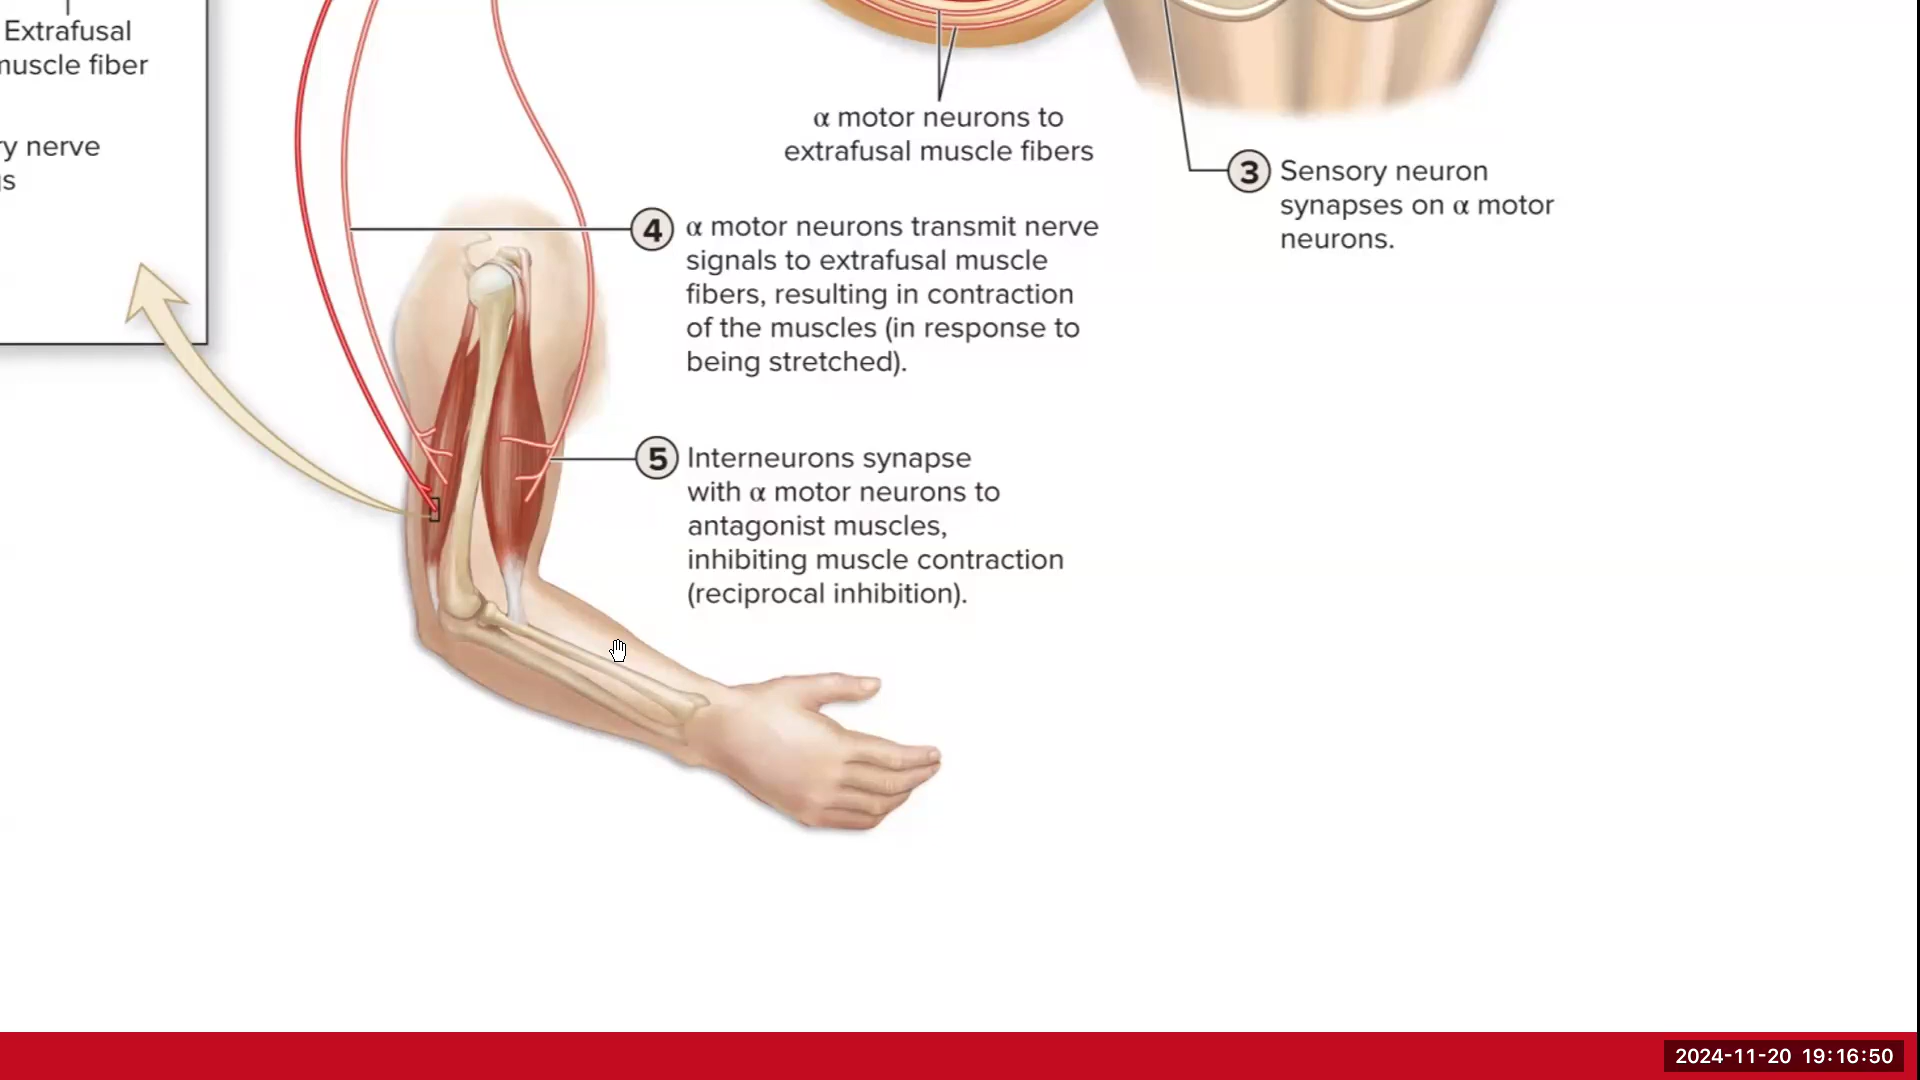 Extrafusal
muscle fiber
ry nerve
gs
α motor neurons to
extrafusal muscle fibers
3 Sensory neuron
synapses on α motor
neurons.
4 α motor neurons transmit nerve
signals to extrafusal muscle
fibers, resulting in contraction
of the muscles (in response to
being stretched).
5 Interneurons synapse
with α motor neurons to
antagonist muscles,
inhibiting muscle contraction
(reciprocal inhibition).
2024-11-20 19:16:50